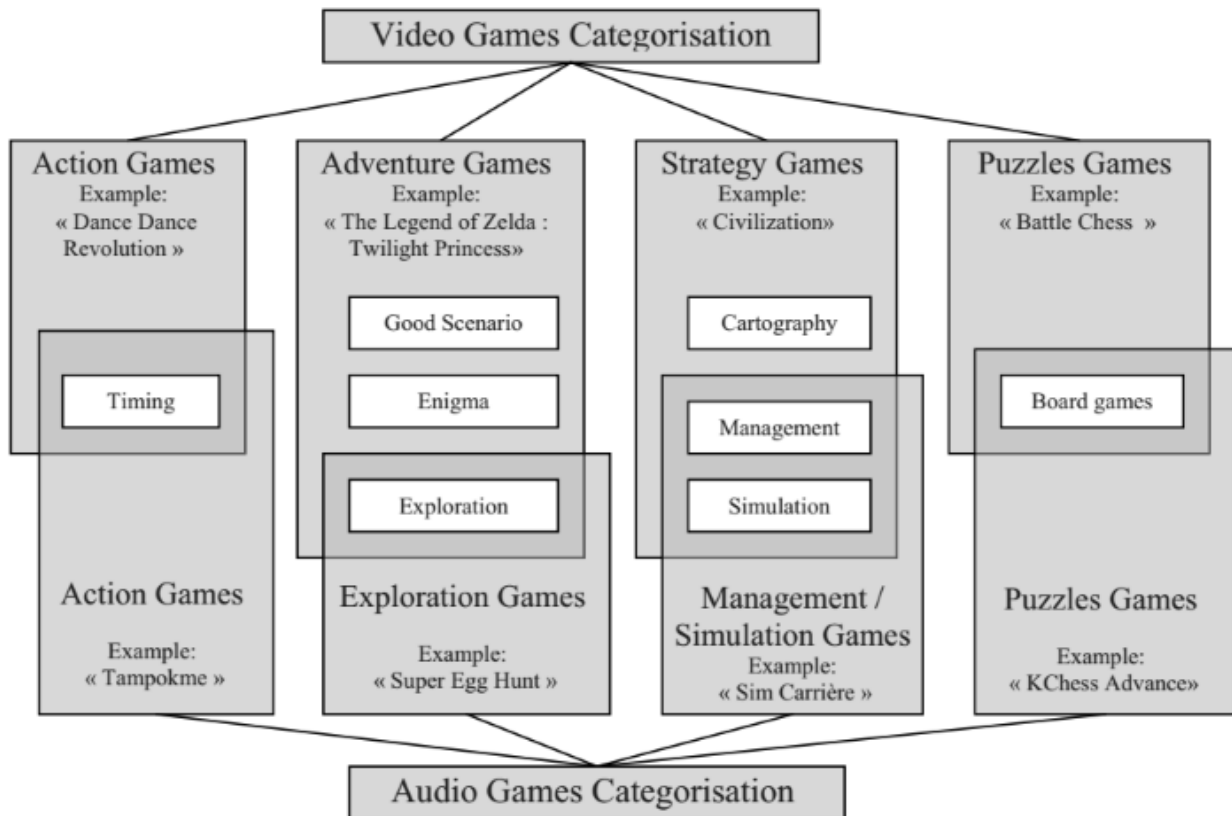 Video Games Categorisation
Action Games
Example:
« Dance Dance
Revolution »
Timing
Action Games
Example:
« Tampokme »
Adventure Games
Example:
« The Legend of Zelda :
Twilight Princess»
Good Scenario
Enigma
Exploration
Exploration Games
Example:
« Super Egg Hunt »
Strategy Games
Example:
« Civilization»
Cartography
Management
Simulation
Management /
Simulation Games
Example:
« Sim Carrière »
Puzzles Games
Example:
« Battle Chess »
Board games
Puzzles Games
Example:
« KChess Advance»
Audio Games Categorisation